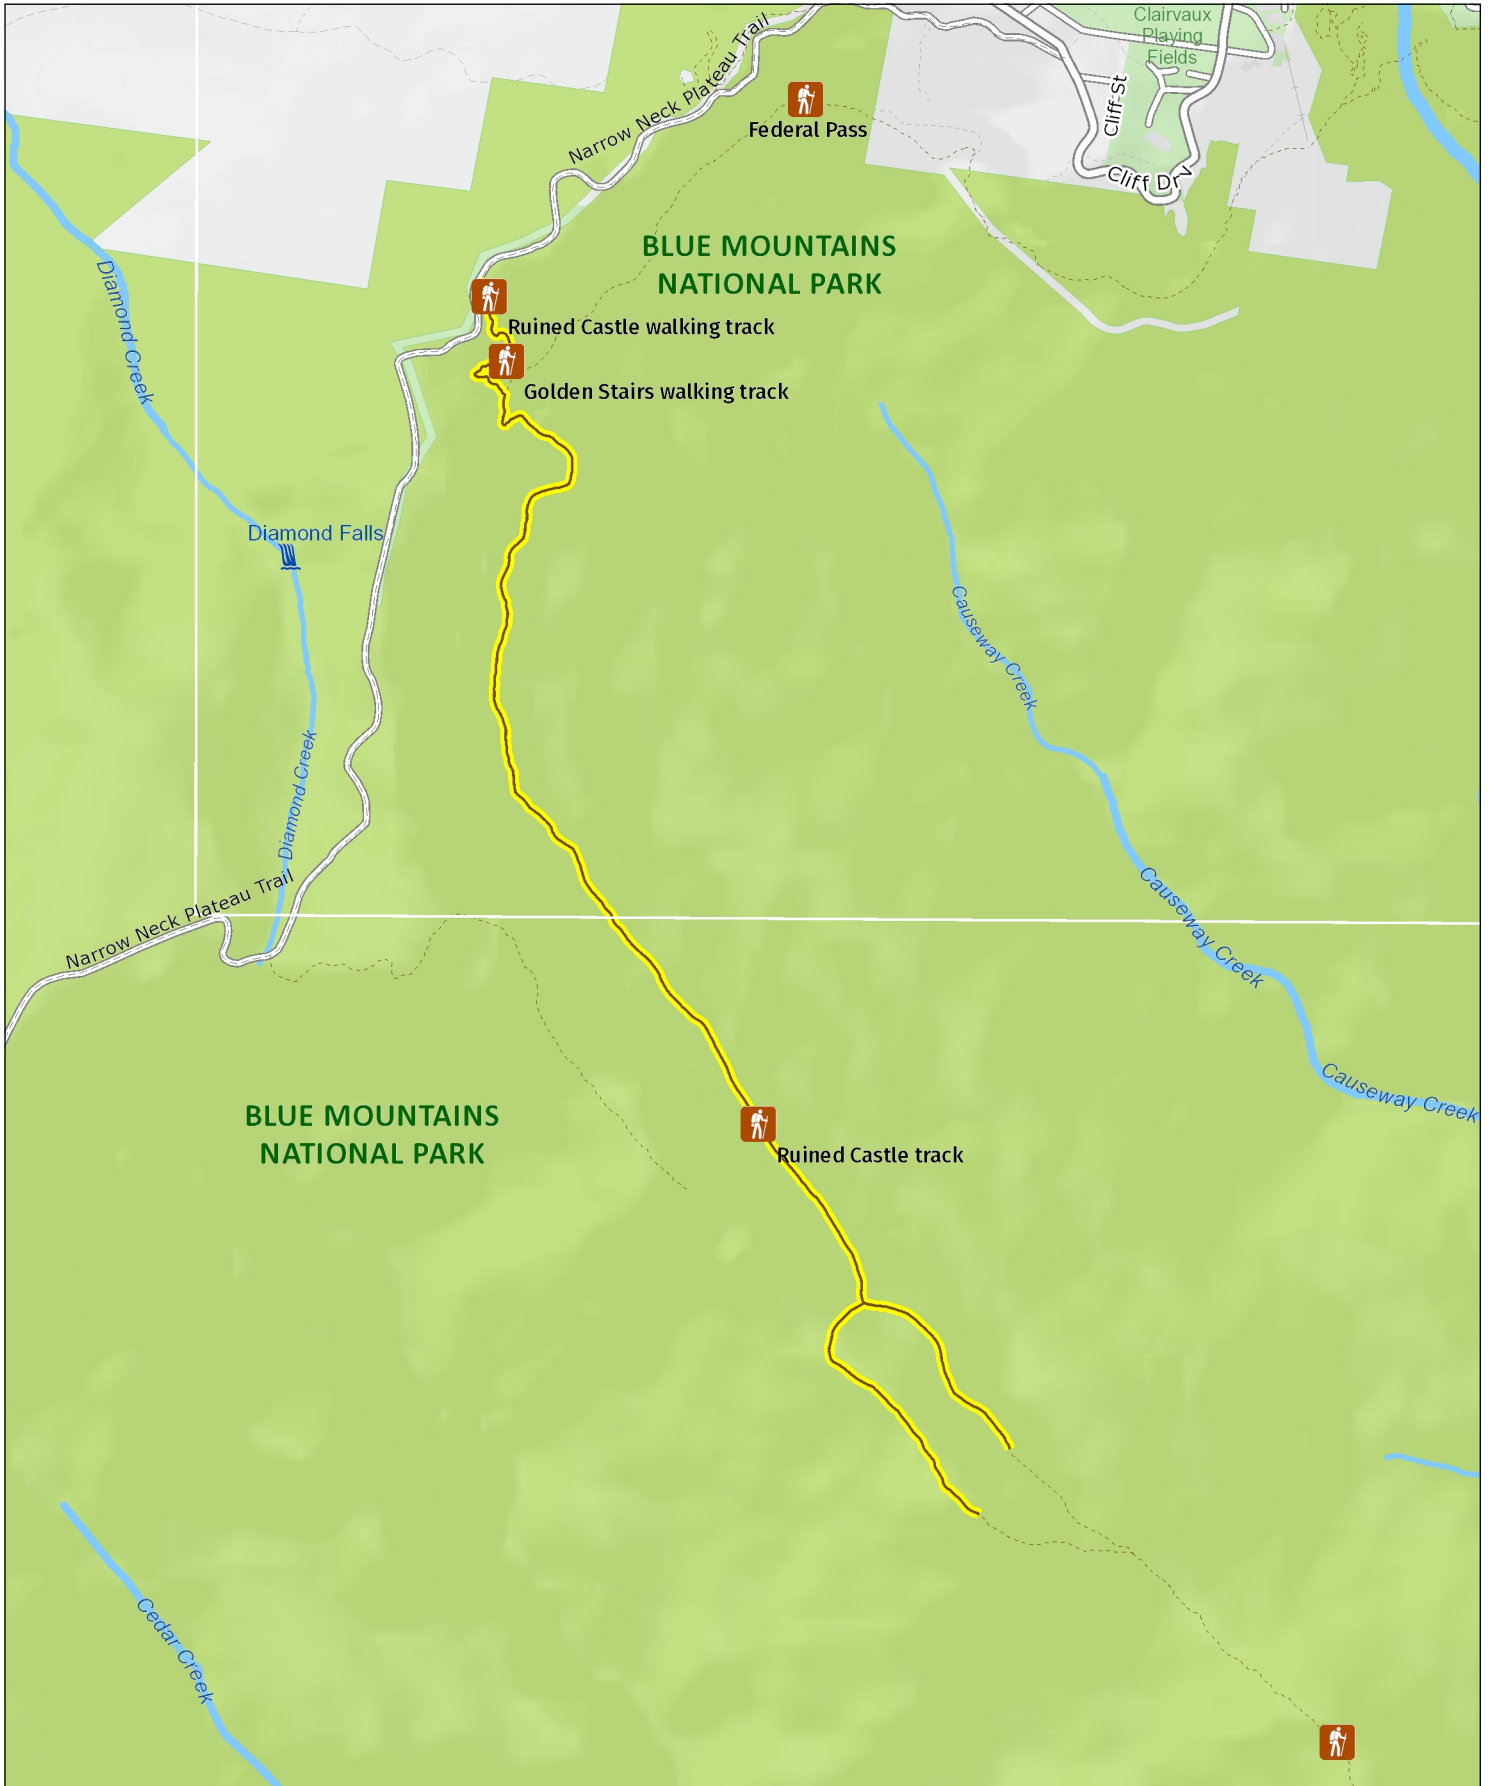 Clairvaux
Playing
Fields
Narrow Neck Plateau Trail
Cliff St
Federal Pass
Cliff Drv
BLUE MOUNTAINS
NATIONAL PARK
Diamond Creek
Ruined Castle walking track
Golden Stairs walking track
Diamond Falls
Causeway Creek
Diamond Creek
Narrow Neck Plateau Trail
Causeway Creek
Causeway Creek
BLUE MOUNTAINS
NATIONAL PARK
Ruined Castle track
Cedar Creek